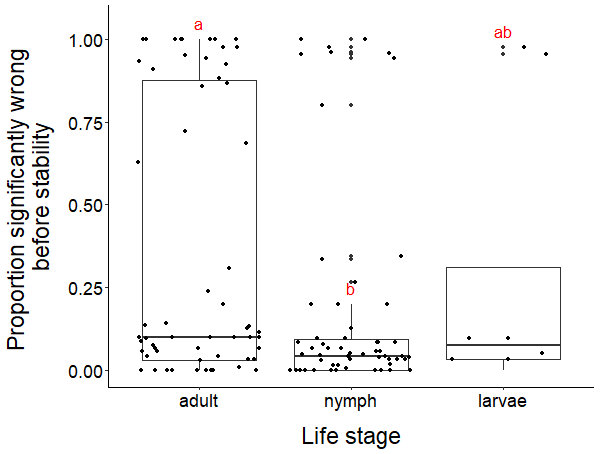 Proportion significantly wrong
before stability
1.00
0.75
0.50
0.25
0.00
a
b
ab
adult
nymph
larvae
Life stage